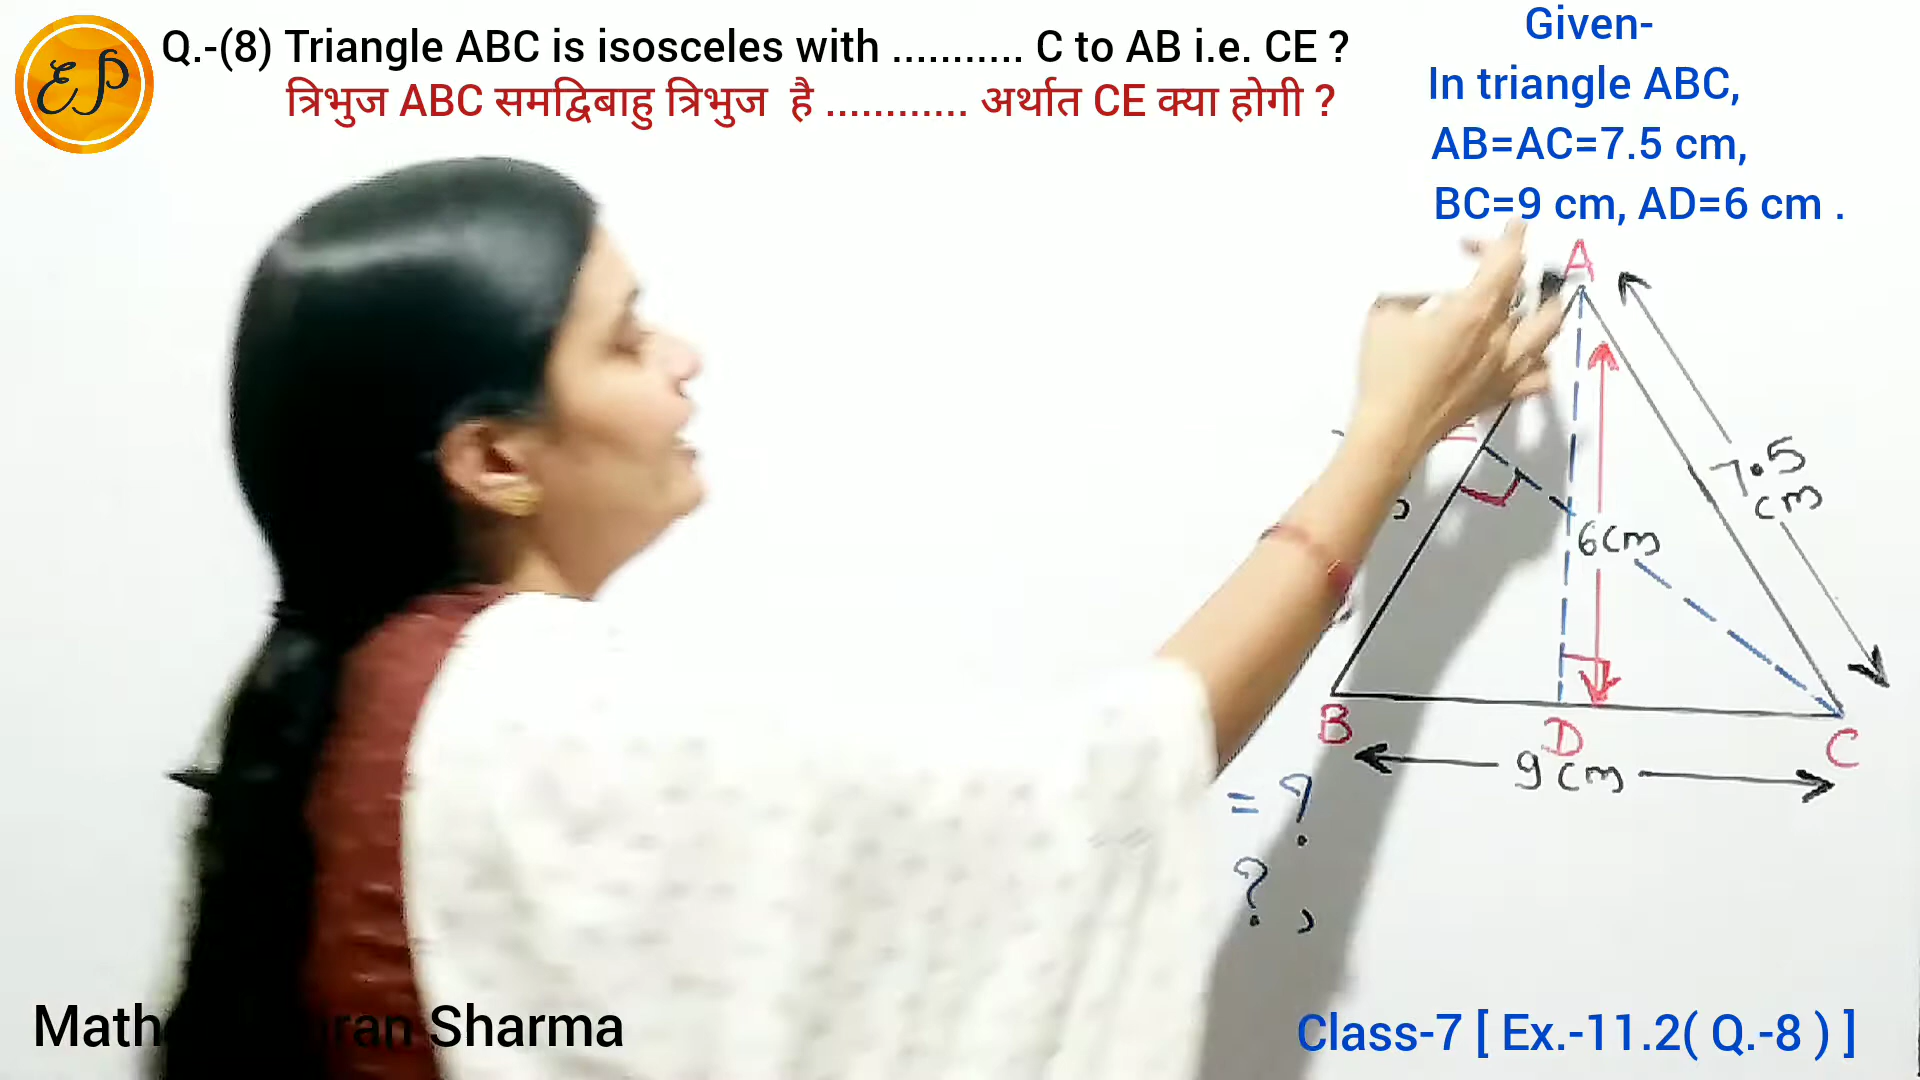 EP
Q.-(8) Triangle ABC is isosceles with ........... C to AB i.e. CE ?
त्रिभुज ABC समद्विबाहु त्रिभुज है ............ अर्थात CE क्या होगी ?
Given-
In triangle ABC,
AB=AC=7.5 cm,
BC=9 cm, AD=6 cm .
A
7.5
cm
6cm
B
D
C
9 cm
= ?
? ,
Sharma
Class-7 [ Ex.-11.2( Q.-8 ) ]